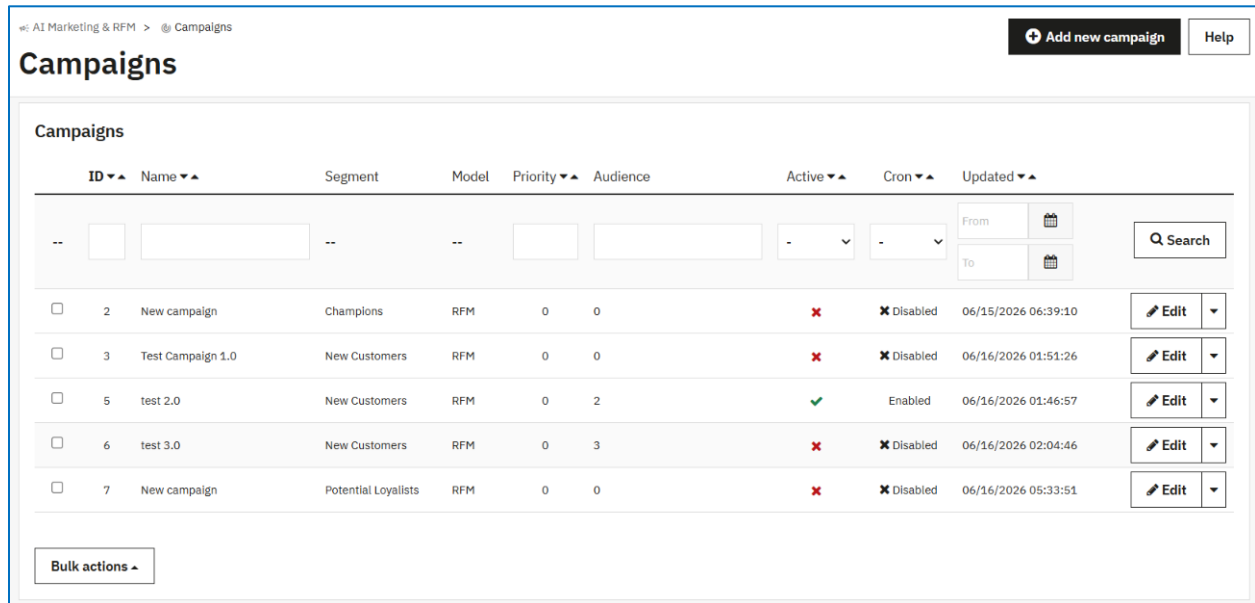 AI Marketing & RFM > Campaigns
Add new campaign
Help
Campaigns
Campaigns
ID Name Segment Model Priority Audience Active Cron Updated
From
-- -- -- - - Search
To
2 New campaign Champions RFM 0 0 Disabled 06/15/2026 06:39:10 Edit
3 Test Campaign 1.0 New Customers RFM 0 0 Disabled 06/16/2026 01:51:26 Edit
5 test 2.0 New Customers RFM 0 2 Enabled 06/16/2026 01:46:57 Edit
6 test 3.0 New Customers RFM 0 3 Disabled 06/16/2026 02:04:46 Edit
7 New campaign Potential Loyalists RFM 0 0 Disabled 06/16/2026 05:33:51 Edit
Bulk actions